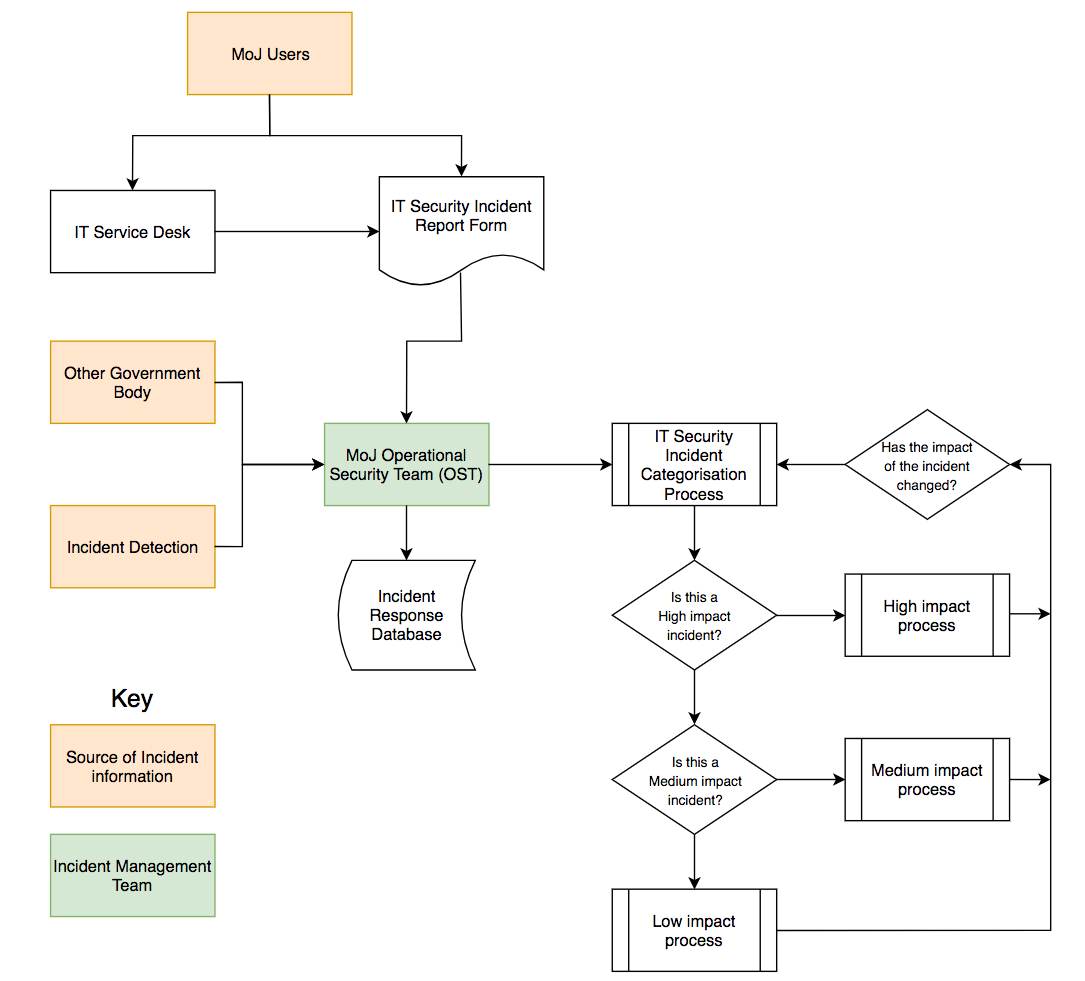 MoJ Users
IT Service Desk
IT Security Incident
Report Form
Other Government
Body
MoJ Operational
Security Team (OST)
IT Security
Incident
Categorisation
Process
Has the impact
of the incident
changed?
Incident Detection
Incident
Response
Database
Is this a
High impact
incident?
High impact
process
Key
Source of Incident
information
Is this a
Medium impact
incident?
Medium impact
process
Incident Management
Team
Low impact
process